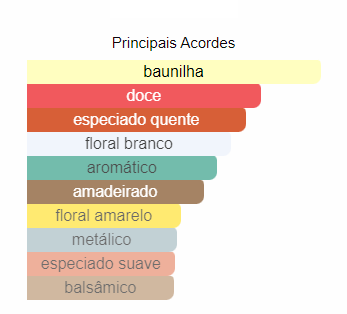 Principais Acordes
baunilha
doce
especiado quente
floral branco
aromático
amadeirado
floral amarelo
metálico
especiado suave
balsâmico